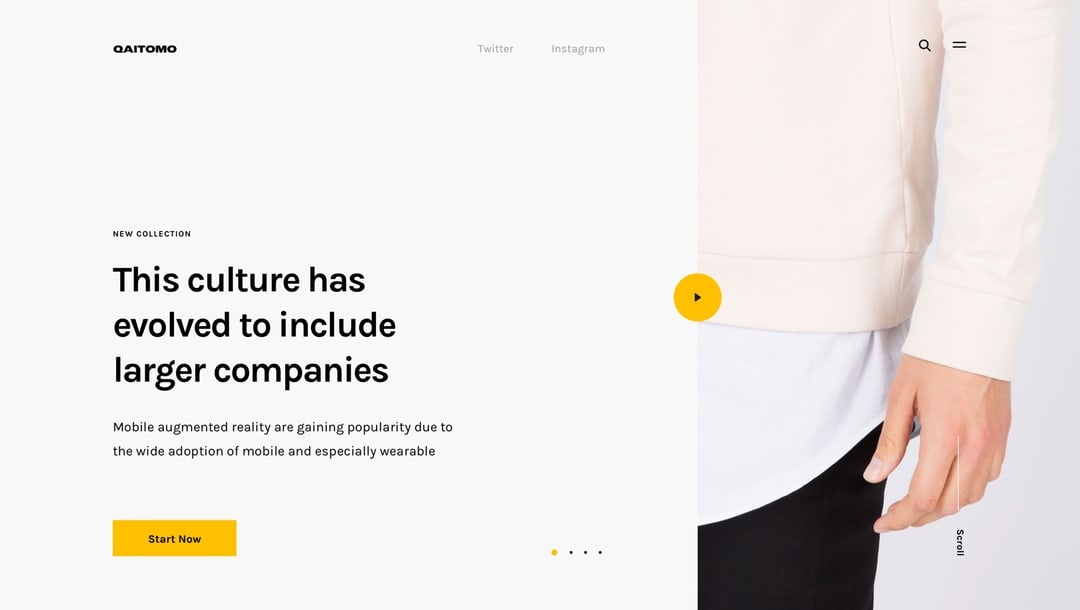 QAITOMO
Twitter
Instagram
NEW COLLECTION
This culture has
evolved to include
larger companies
Mobile augmented reality are gaining popularity due to
the wide adoption of mobile and especially wearable
Start Now
Scroll